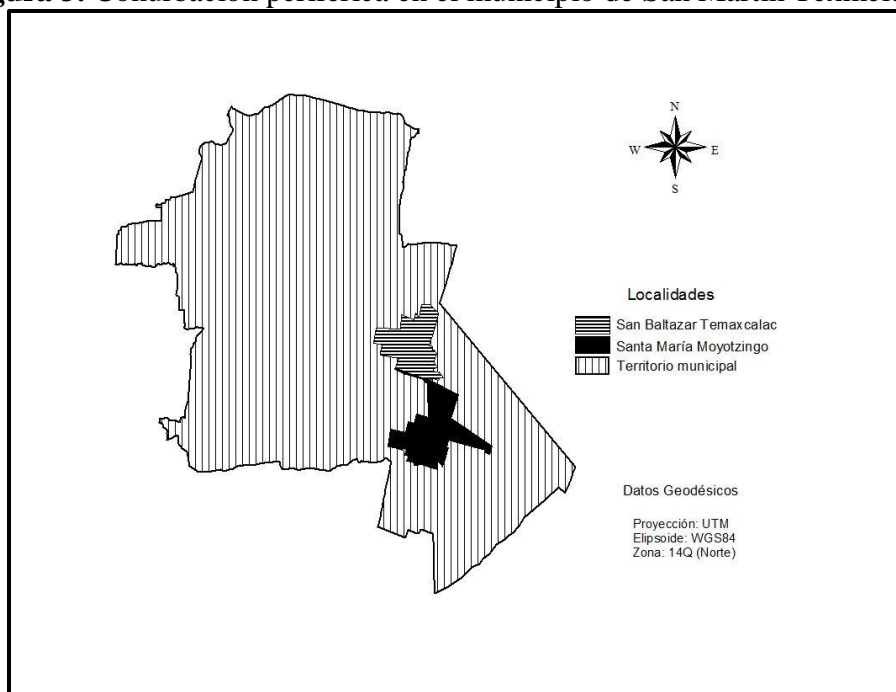 Conurbación periférica en el municipio de San Martín
N
W E
S
Localidades
San Baltazar Temaxcalac
Santa María Moyotzingo
Territorio municipal
Datos Geodésicos
Proyección: UTM
Elipsoide: WGS84
Zona: 14Q (Norte)